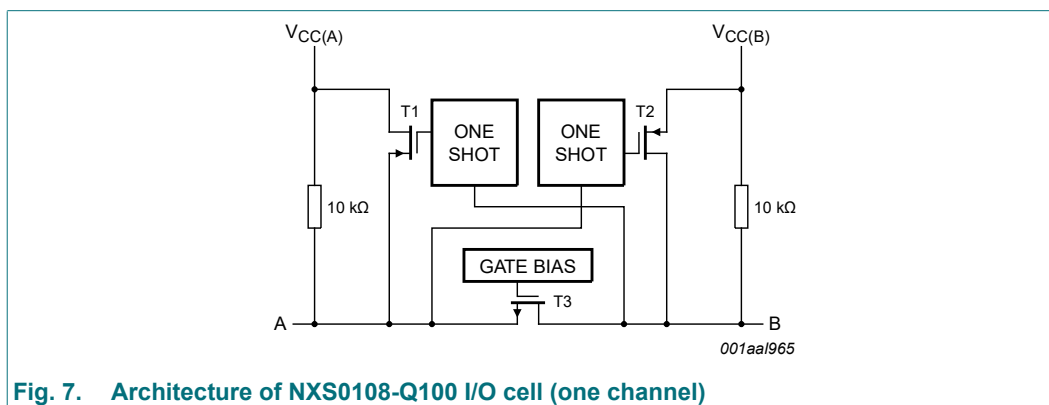 VCC(A)
VCC(B)
T1
T2
ONE
SHOT
ONE
SHOT
10 kΩ
10 kΩ
GATE BIAS
T3
A
B
001aal965
Fig. 7. Architecture of NXS0108-Q100 I/O cell (one channel)